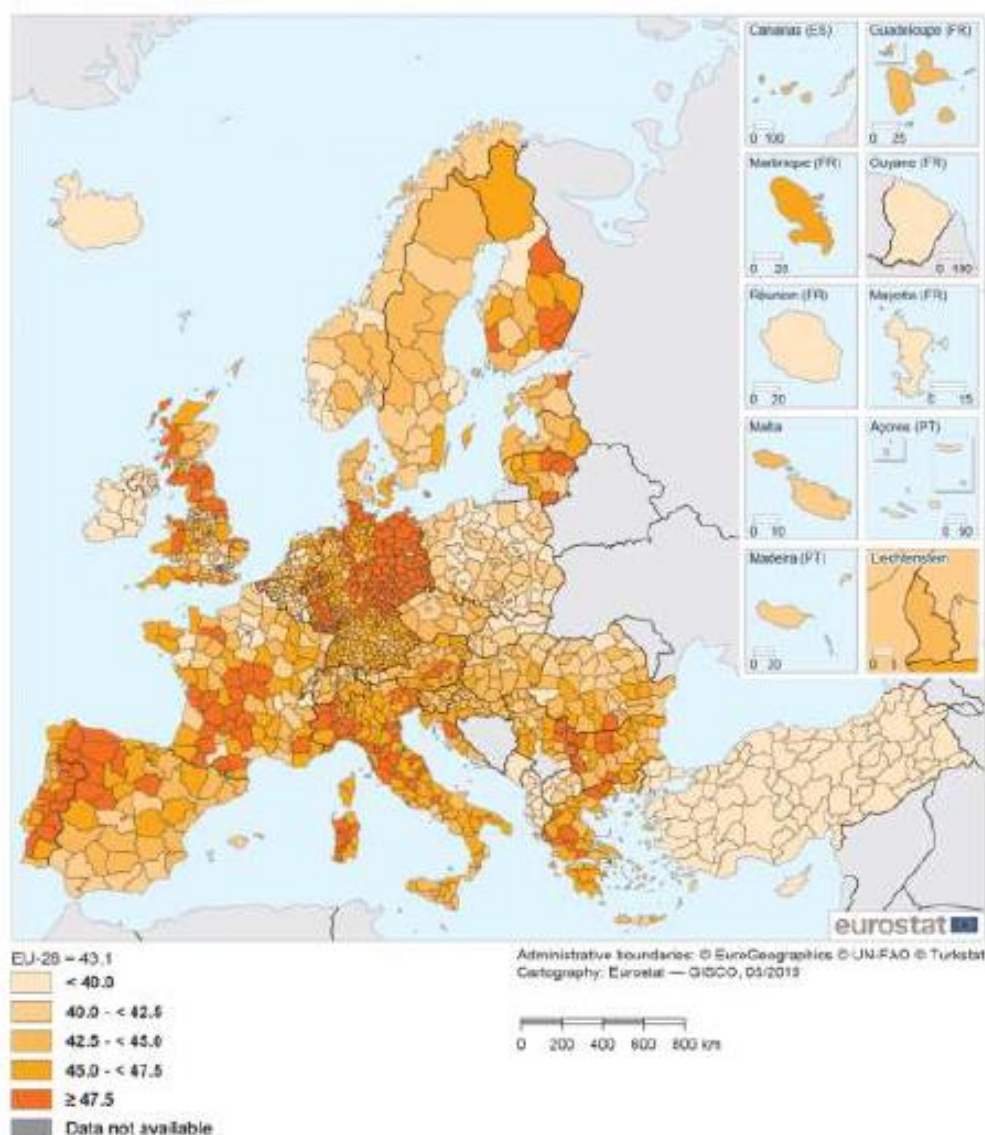 Canarias (ES)
0 100
Guadeloupe (FR)
0 25
Martinique (FR)
0 20
Guyane (FR)
0 100
Réunion (FR)
0 20
Mayotte (FR)
0 15
Malta
0 10
Açores (PT)
0 50
Madeira (PT)
0 20
Liechtenstein
0 5
eurostat
EU-28 = 43.1
< 40.0
40.0 - < 42.5
42.5 - < 45.0
45.0 - < 47.5
≥ 47.5
Data not available
Administrative boundaries: © EuroGeographics © UN-FAO © Turkstat
Cartography: Eurostat — GISCO, 05/2019
0 200 400 600 800 km